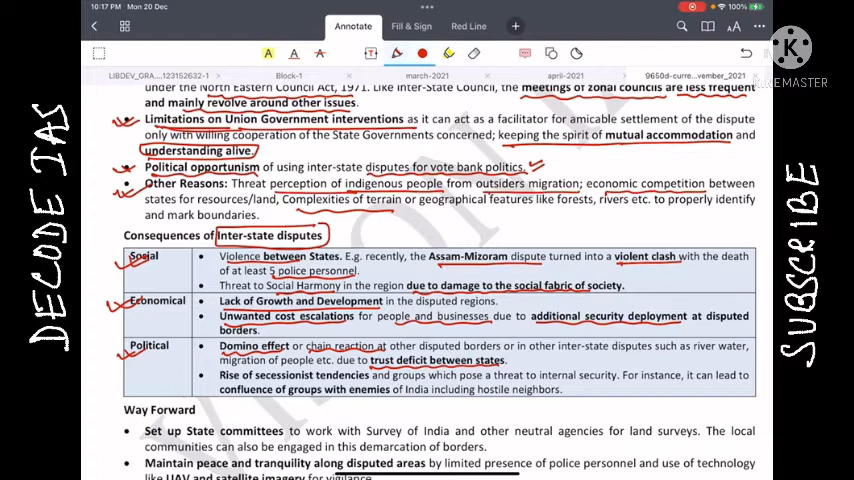 10:17 PM Mon 20 Dec
100%
Annotate
Fill & Sign
Red Line
LIBDEV_GRA...123152632-1
Block-1
march-2021
april-2021
9650d-curre...vember_2021
KINEMASTER
under the North Eastern Council Act, 1971. Like Inter-State Council, the meetings of zonal councils are less frequent
and mainly revolve around other issues.
• Limitations on Union Government interventions as it can act as a facilitator for amicable settlement of the dispute
only with willing cooperation of the State Governments concerned; keeping the spirit of mutual accommodation and
understanding alive.
• Political opportunism of using inter-state disputes for vote bank politics.
• Other Reasons: Threat perception of indigenous people from outsiders migration; economic competition between
states for resources/land, Complexities of terrain or geographical features like forests, rivers etc. to properly identify
and mark boundaries.
Consequences of Inter-state disputes
Social
• Violence between States. E.g. recently, the Assam-Mizoram dispute turned into a violent clash with the death
of at least 5 police personnel.
• Threat to Social Harmony in the region due to damage to the social fabric of society.
Economical
• Lack of Growth and Development in the disputed regions.
• Unwanted cost escalations for people and businesses due to additional security deployment at disputed
borders.
Political
• Domino effect or chain reaction at other disputed borders or in other inter-state disputes such as river water,
migration of people etc. due to trust deficit between states.
• Rise of secessionist tendencies and groups which pose a threat to internal security. For instance, it can lead to
confluence of groups with enemies of India including hostile neighbors.
Way Forward
• Set up State committees to work with Survey of India and other neutral agencies for land surveys. The local
communities can also be engaged in this demarcation of borders.
• Maintain peace and tranquility along disputed areas by limited presence of police personnel and use of technology
like UAV and satellite imagery for vigilance.
DECODE IAS
SUBSCRIBE